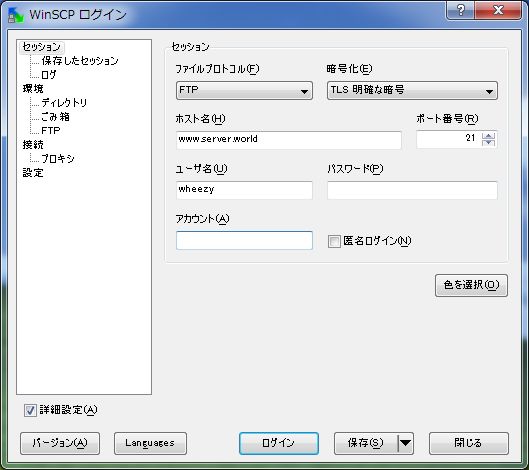 WinSCP ログイン
セッション
保存したセッション
ログ
環境
ディレクトリ
ごみ箱
FTP
接続
プロキシ
設定
セッション
ファイルプロトコル(F) 暗号化(E)
FTP TLS 明確な暗号
ホスト名(H) ポート番号(R)
www.server.world 21
ユーザ名(U) パスワード(P)
wheezy
アカウント(A)
匿名ログイン(N)
色を選択(O)
詳細設定(A)
バージョン(A) Languages ログイン 保存(S) 閉じる